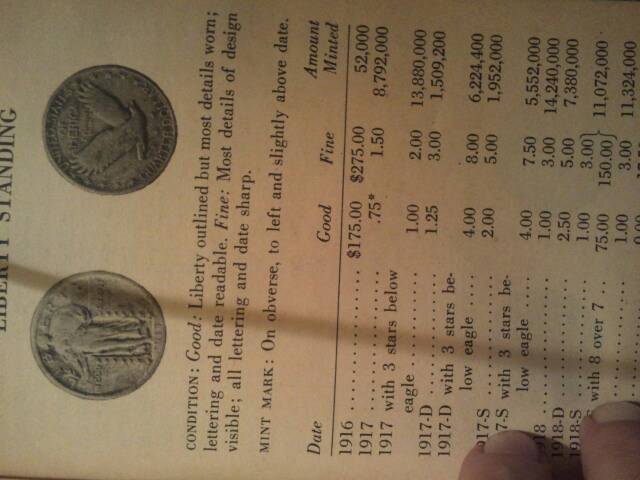 LIBERTY STANDING
CONDITION: Good: Liberty outlined but most details worn;
lettering and date readable. Fine: Most details of design
visible; all lettering and date sharp.
MINT MARK: On obverse, to left and slightly above date.
Date Good Fine Amount Minted
1916 .......... $175.00 $275.00 52,000
1917 .......... .75* 1.50 8,792,000
1917 with 3 stars below
eagle .......... 1.00 2.00 13,880,000
1917-D .......... 1.25 3.00 1,509,200
1917-D with 3 stars be-
low eagle .... 4.00 8.00 6,224,400
17-S .......... 2.00 5.00 1,952,000
7-S with 3 stars be-
low eagle .... 4.00 7.50 5,552,000
18 .......... 1.00 3.00 14,240,000
1918-D .......... 2.50 5.00 7,380,000
1918-S .......... 1.00 3.00 11,072,000
with 8 over 7 .. 75.00 150.00
1.00 3.00 11,324,000